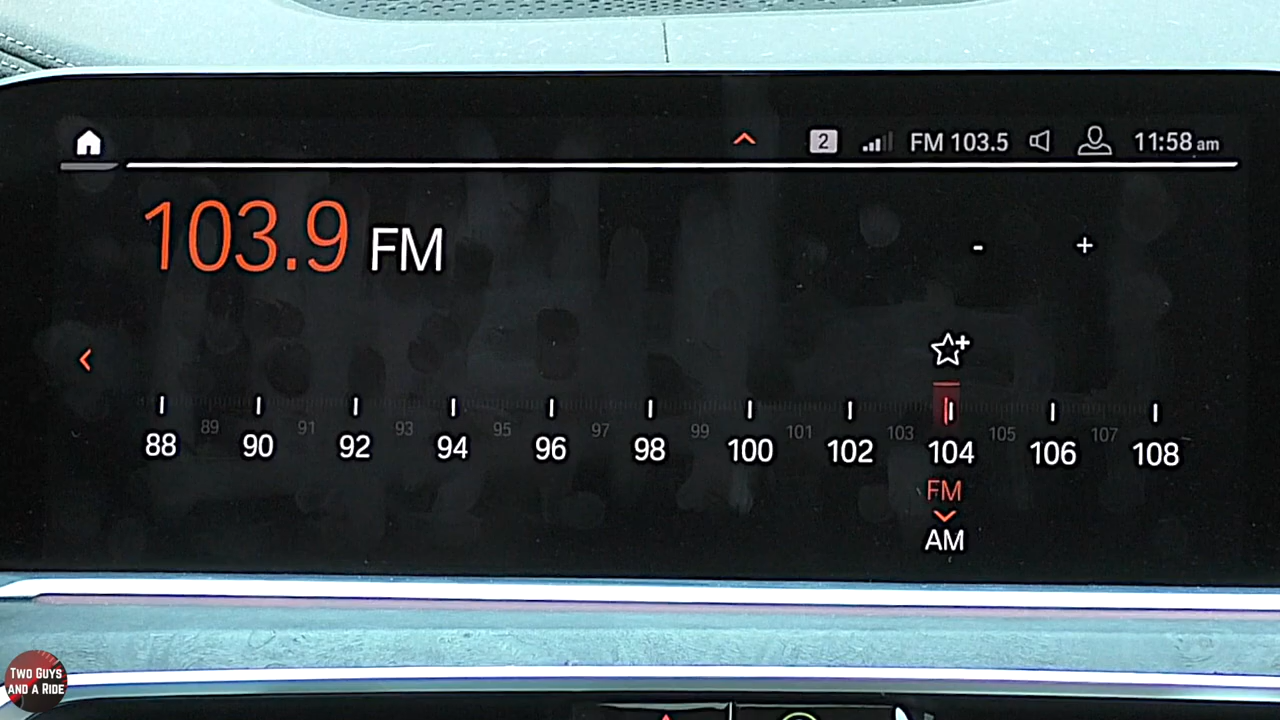 2 FM 103.5 11:58 am
103.9 FM
- +
89 91 93 95 97 99 101 103 105 107
88 90 92 94 96 98 100 102 104 106 108
FM
AM
TWO GUYS
AND A RIDE